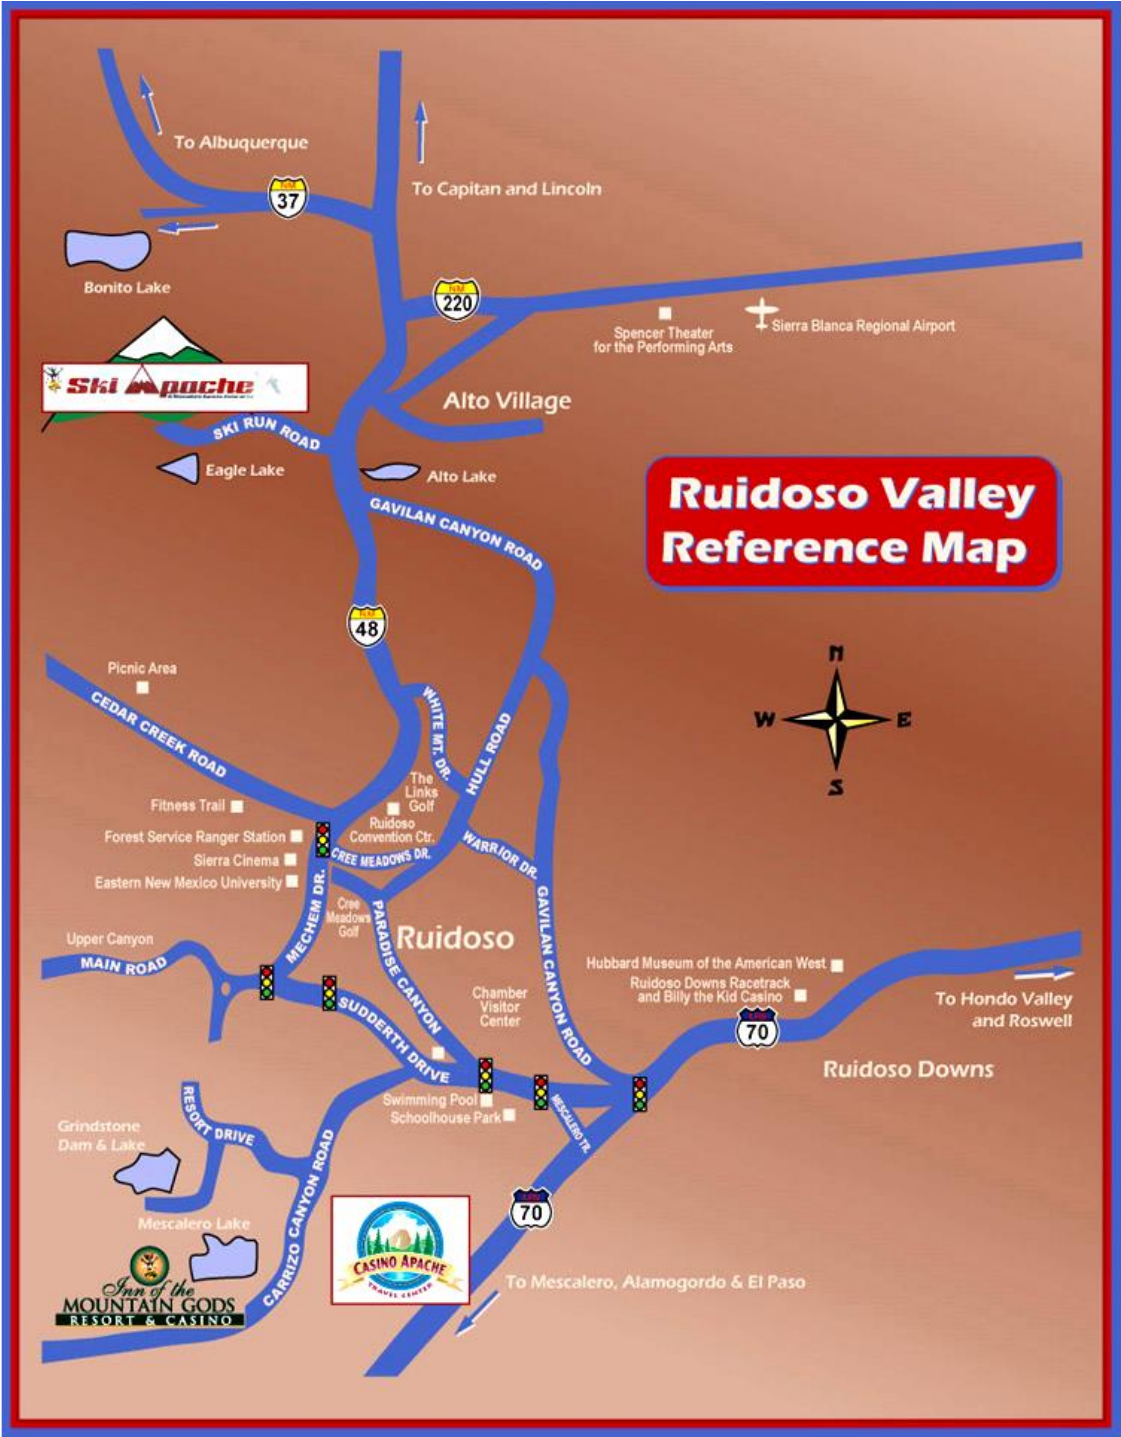 To Albuquerque
NM
37
To Capitan and Lincoln
Bonito Lake
NM
220
Spencer Theater
for the Performing Arts
Sierra Blanca Regional Airport
Ski Apache
SKI RUN ROAD
Alto Village
Eagle Lake
Alto Lake
GAVILAN CANYON ROAD
Ruidoso Valley
Reference Map
NM
48
N
W
E
S
Picnic Area
CEDAR CREEK ROAD
WHITE MT. DR.
HULL ROAD
The
Links
Golf
Fitness Trail
Ruidoso
Convention Ctr.
Forest Service Ranger Station
Sierra Cinema
Eastern New Mexico University
CREE MEADOWS DR.
WARRIOR DR.
MECHEM DR.
Cree
Meadows
Golf
PARADISE CANYON
Ruidoso
GAVILAN CANYON ROAD
Upper Canyon
MAIN ROAD
SUDDERTH DRIVE
Chamber
Visitor
Center
Hubbard Museum of the American West
Ruidoso Downs Racetrack
and Billy the Kid Casino
70
To Hondo Valley
and Roswell
Ruidoso Downs
Swimming Pool
Schoolhouse Park
MESCALERO TR.
RESORT DRIVE
Grindstone
Dam & Lake
CARRIZO CANYON ROAD
Mescalero Lake
Inn of the
MOUNTAIN GODS
RESORT & CASINO
CASINO APACHE
TRAVEL CENTER
70
To Mescalero, Alamogordo & El Paso